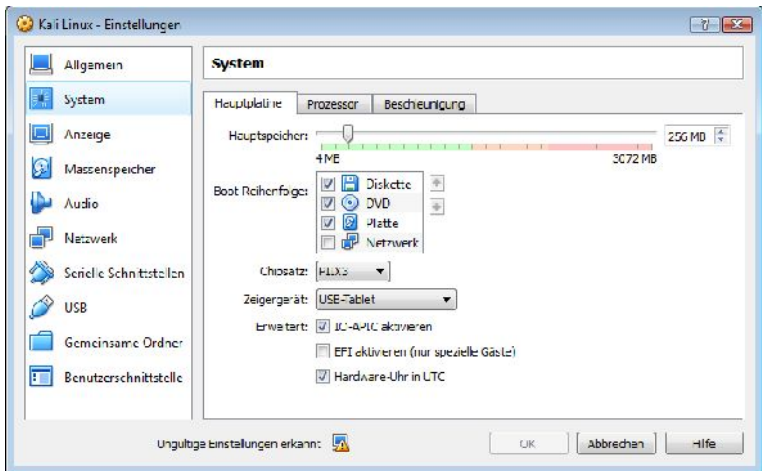 Kali Linux - Einstellungen
Allgemein
System
Anzeige
Massenspeicher
Audio
Netzwerk
Serielle Schnittstellen
USB
Gemeinsame Ordner
Benutzerschnittstelle
System
Hauptplatine Prozessor Beschleunigung
Hauptspeicher: 256 MB
4 MB 3072 MB
Boot Reihenfolge: Diskette
DVD
Platte
Netzwerk
Chipsatz: PIIX3
Zeigergerät: USB-Tablet
Erweitert: IO-APIC aktivieren
EFI aktivieren (nur spezielle Gäste)
Hardware-Uhr in UTC
Ungültige Einstellungen erkannt
OK Abbrechen Hilfe